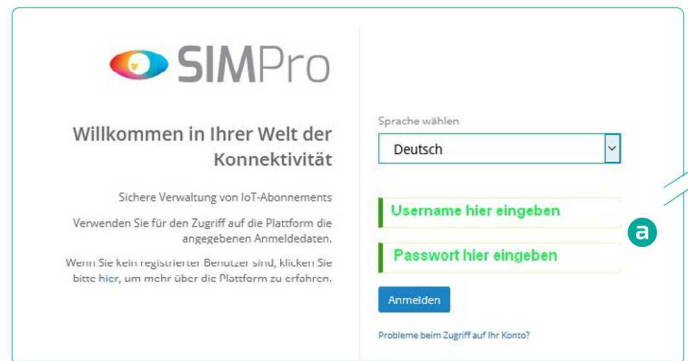 SIMPro
Willkommen in Ihrer Welt der
Konnektivität
Sichere Verwaltung von IoT-Abonnements
Verwenden Sie für den Zugriff auf die Plattform die
angegebenen Anmeldedaten.
Wenn Sie kein registrierter Benutzer sind, klicken Sie
bitte hier, um mehr über die Plattform zu erfahren.
Sprache wählen
Deutsch
Username hier eingeben
Passwort hier eingeben
a
Anmelden
Probleme beim Zugriff auf Ihr Konto?